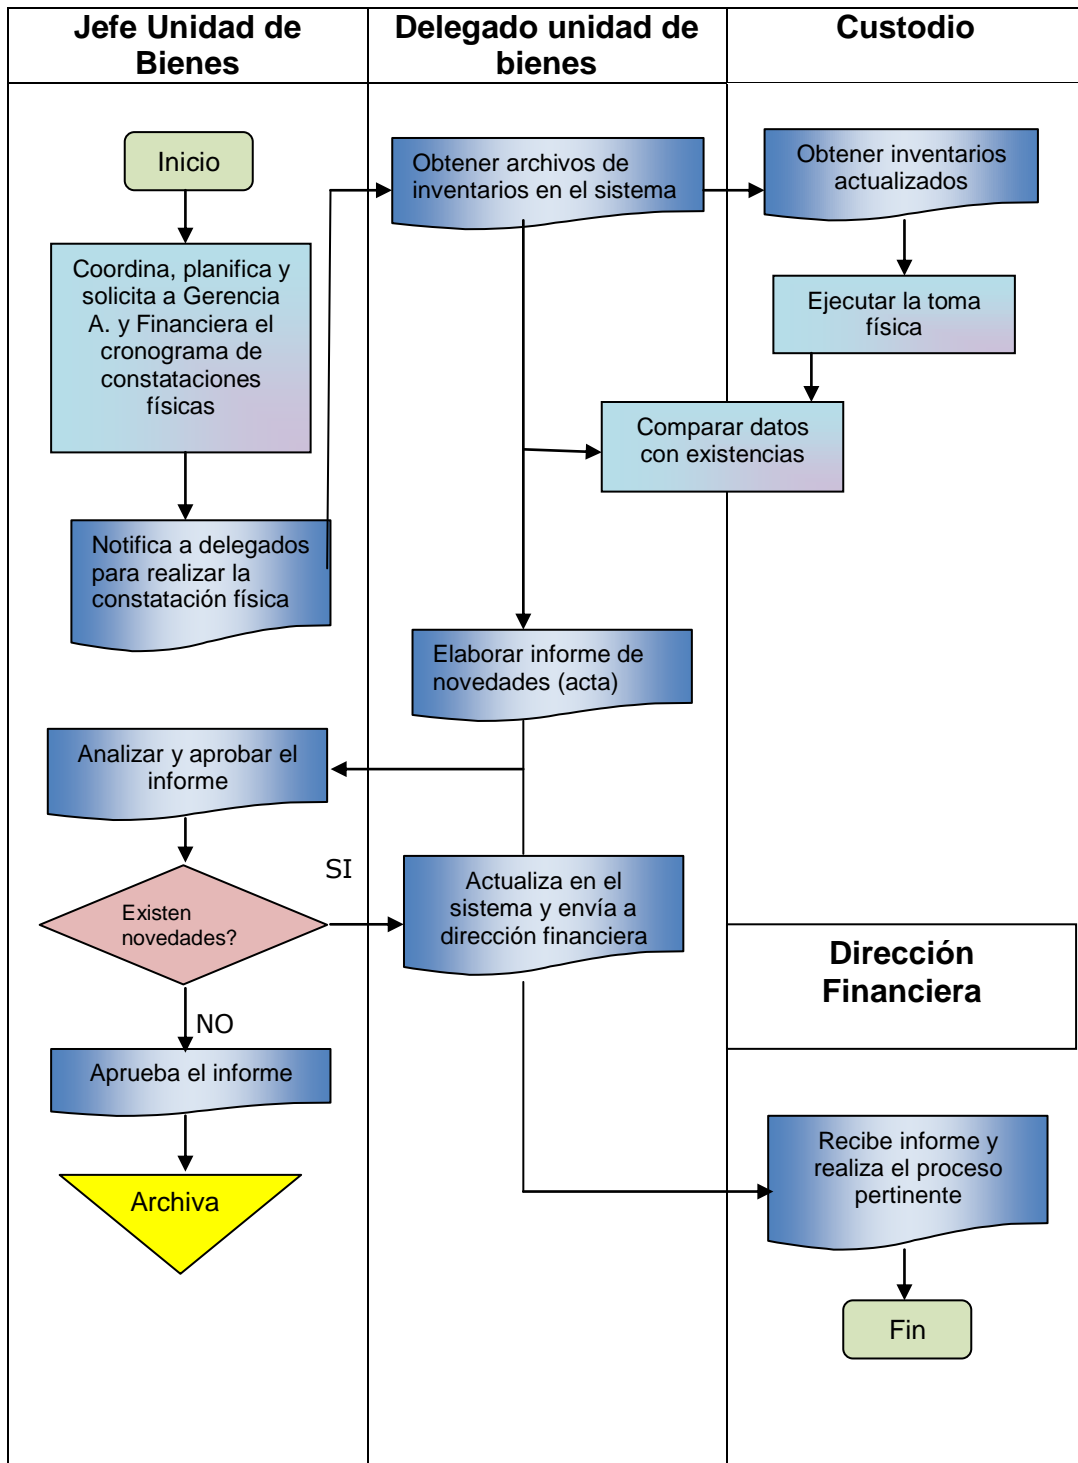 Jefe Unidad de
Bienes
Delegado unidad de
bienes
Custodio
Inicio
Obtener archivos de
inventarios en el sistema
Obtener inventarios
actualizados
Coordina, planifica y
solicita a Gerencia
A. y Financiera el
cronograma de
constataciones
físicas
Ejecutar la toma
física
Comparar datos
con existencias
Notifica a delegados
para realizar la
constatación física
Elaborar informe de
novedades (acta)
Analizar y aprobar el
informe
SI
Existen
novedades?
Actualiza en el
sistema y envía a
dirección financiera
Dirección
Financiera
NO
Aprueba el informe
Archiva
Recibe informe y
realiza el proceso
pertinente
Fin